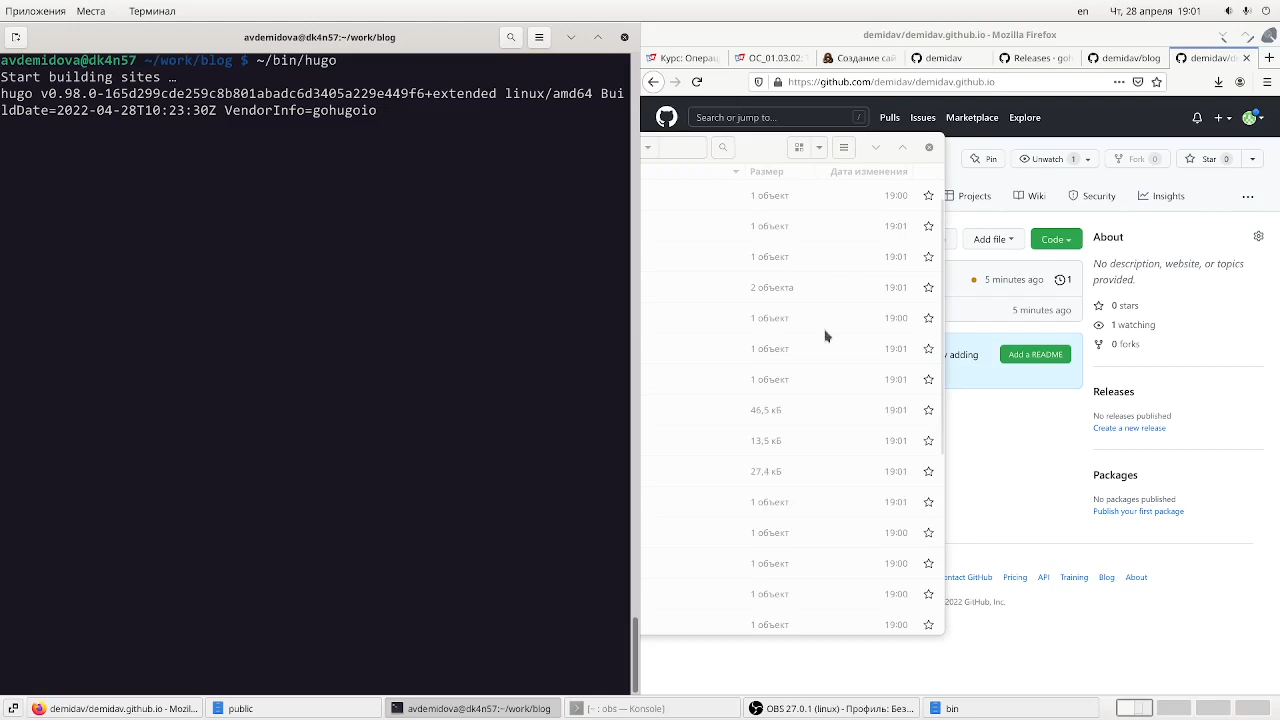 Приложения Места Терминал en Чт, 28 апреля 19:01
avdemidova@dk4n57:~/work/blog
demidav/demidav.github.io - Mozilla Firefox
avdemidova@dk4n57 ~/work/blog $ ~/bin/hugo
Start building sites …
hugo v0.98.0-165d299cde259c8b801abadc6d3405a229e449f6+extended linux/amd64 Bui
ldDate=2022-04-28T10:23:30Z VendorInfo=gohugoio
Курс: Операц
ОС_01.03.02:
Создание сай
demidav
Releases · goh
demidav/blog
demidav/d
https://github.com/demidav/demidav.github.io
Search or jump to... / Pulls Issues Marketplace Explore
Pin Unwatch 1 Fork 0 Star 0
Projects Wiki Security Insights
Add file Code
About
No description, website, or topics
provided.
5 minutes ago 1
5 minutes ago
0 stars
1 watching
0 forks
adding Add a README
Releases
No releases published
Create a new release
Packages
No packages published
Publish your first package
ontact GitHub Pricing API Training Blog About
2022 GitHub, Inc.
Размер Дата изменения
1 объект 19:00
1 объект 19:01
1 объект 19:01
2 объекта 19:01
1 объект 19:00
1 объект 19:01
1 объект 19:01
46,5 кБ 19:01
13,5 кБ 19:01
27,4 кБ 19:01
1 объект 19:01
1 объект 19:00
1 объект 19:00
1 объект 19:00
1 объект 19:00
demidav/demidav.github.io - Mozil...
public
avdemidova@dk4n57:~/work/blog
[~ : obs — Konsole]
OBS 27.0.1 (linux) - Профиль: Без...
bin